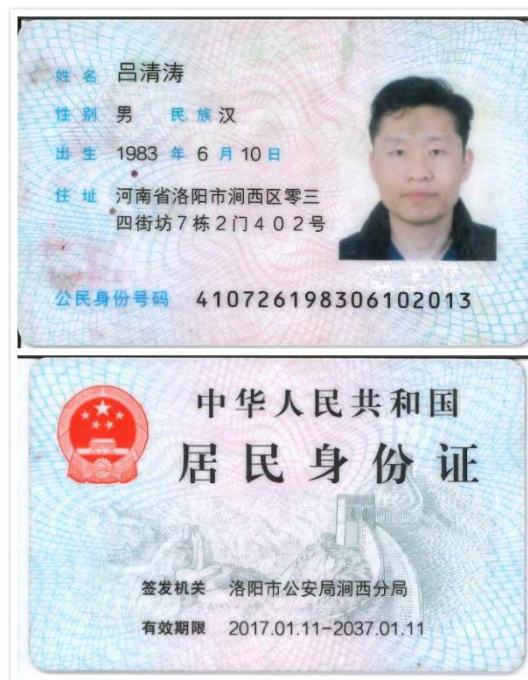 姓名 吕清涛
性别 男 民族 汉
出生 1983 年 6 月 10 日
住址 河南省洛阳市涧西区零三
四街坊7栋2门402号
公民身份号码 410726198306102013
中华人民共和国
居民身份证
签发机关 洛阳市公安局涧西分局
有效期限 2017.01.11-2037.01.11